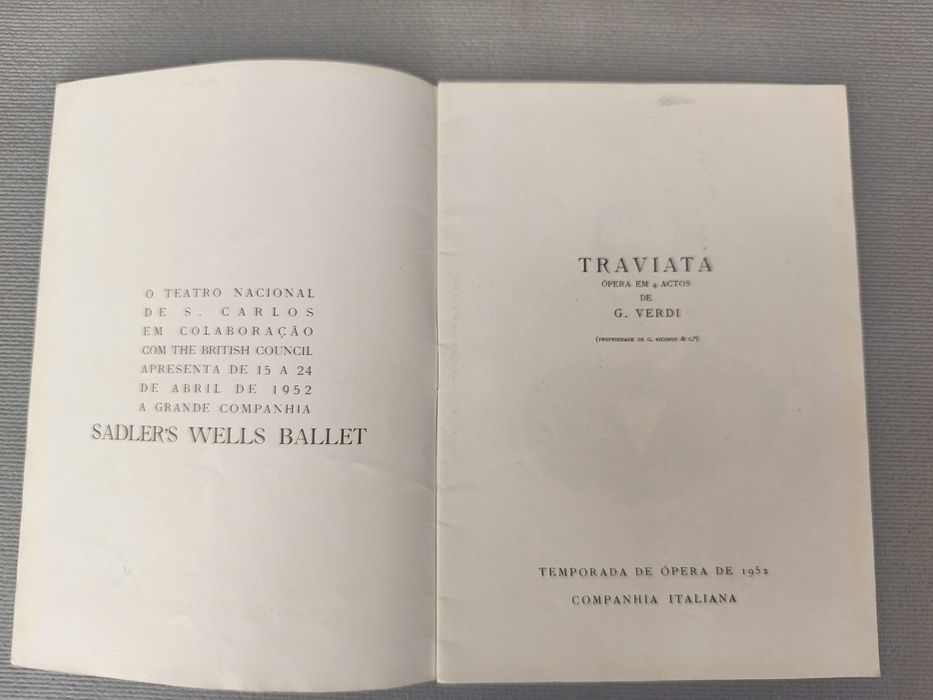 O TEATRO NACIONAL
DE S. CARLOS
EM COLABORAÇÃO
COM THE BRITISH COUNCIL
APRESENTA DE 15 A 24
DE ABRIL DE 1952
A GRANDE COMPANHIA
SADLER'S WELLS BALLET
TRAVIATA
ÓPERA EM 4 ACTOS
DE
G. VERDI
(PROPRIEDADE DE G. RICORDI & C.ª)
TEMPORADA DE ÓPERA DE 1952
COMPANHIA ITALIANA